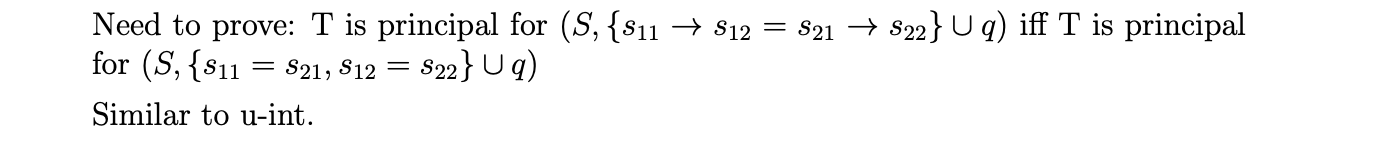 Need to prove: T is principal for (S, {s₁₁ → s₁₂ = s₂₁ → s₂₂} ∪ q) iff T is principal
for (S, {s₁₁ = s₂₁, s₁₂ = s₂₂} ∪ q)
Similar to u-int.